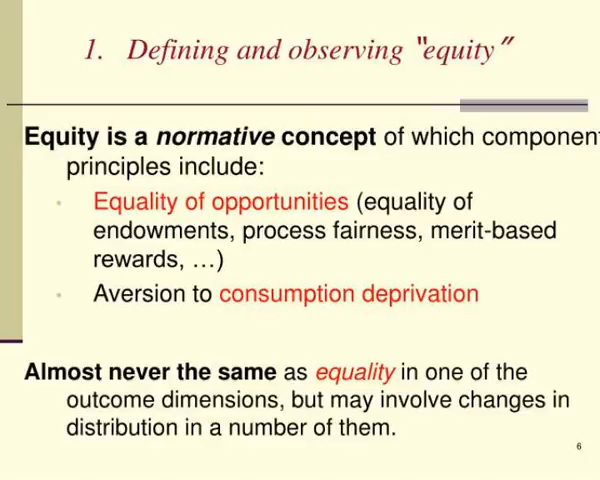 1. Defining and observing "equity"
Equity is a normative concept of which component
principles include:
• Equality of opportunities (equality of
endowments, process fairness, merit-based
rewards, …)
• Aversion to consumption deprivation
Almost never the same as equality in one of the
outcome dimensions, but may involve changes in
distribution in a number of them.
6